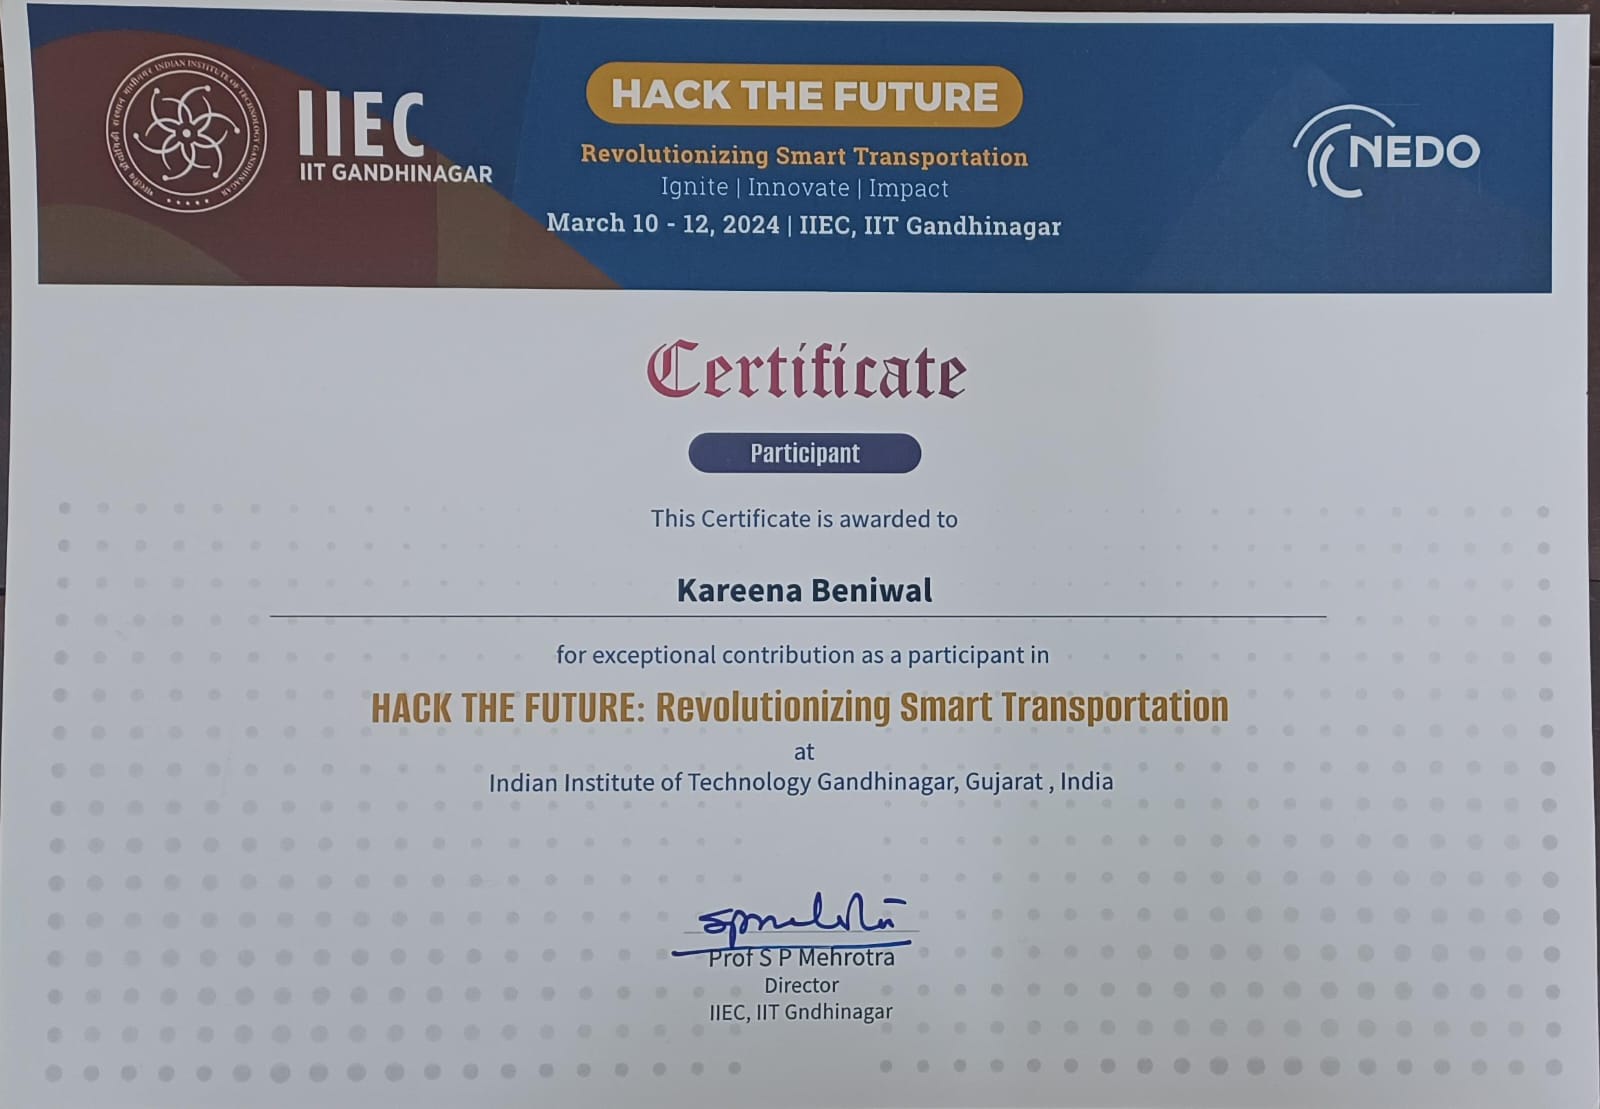 INDIAN INSTITUTE OF TECHNOLOGY GANDHINAGAR
IIEC
IIT GANDHINAGAR
HACK THE FUTURE
Revolutionizing Smart Transportation
Ignite | Innovate | Impact
March 10 - 12, 2024 | IIEC, IIT Gandhinagar
NEDO
Certificate
Participant
This Certificate is awarded to
Kareena Beniwal
for exceptional contribution as a participant in
HACK THE FUTURE: Revolutionizing Smart Transportation
at
Indian Institute of Technology Gandhinagar, Gujarat , India
Prof S P Mehrotra
Director
IIEC, IIT Gndhinagar